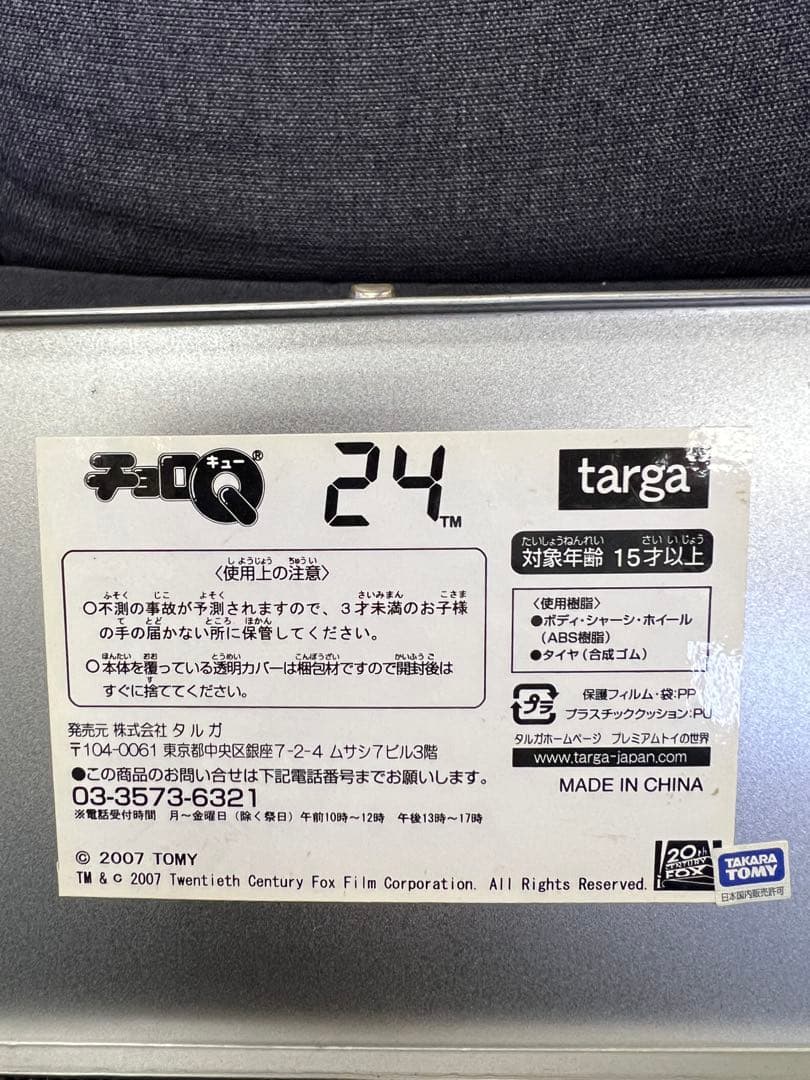 チョロQ®
キュー
24™
targa
たいしょうねんれい さいいじょう
対象年齢 15才以上
しようじょう ちゅうい
〈使用上の注意〉
ふそく じこ よそく さいみまん こさま
○不測の事故が予測されますので、3才未満のお子様
て とど ところ ほかん
の手の届かない所に保管してください。
ほんたい おお とうめい こんぽうざい かいふうご
○本体を覆っている透明カバーは梱包材ですので開封後は
す
すぐに捨ててください。
〈使用樹脂〉
●ボディ・シャーシ・ホイール
(ABS樹脂)
●タイヤ(合成ゴム)
プラ
保護フィルム・袋:PP
プラスチッククッション:PU
タルガホームページ プレミアムトイの世界
www.targa-japan.com
MADE IN CHINA
発売元 株式会社 タルガ
〒104-0061 東京都中央区銀座7-2-4 ムサシ7ビル3階
●この商品のお問い合せは下記電話番号までお願いします。
03-3573-6321
※電話受付時間 月～金曜日(除く祭日)午前10時～12時 午後13時～17時
© 2007 TOMY
TM & © 2007 Twentieth Century Fox Film Corporation. All Rights Reserved.
20th
CENTURY
FOX
TAKARA
TOMY
日本国内販売許可